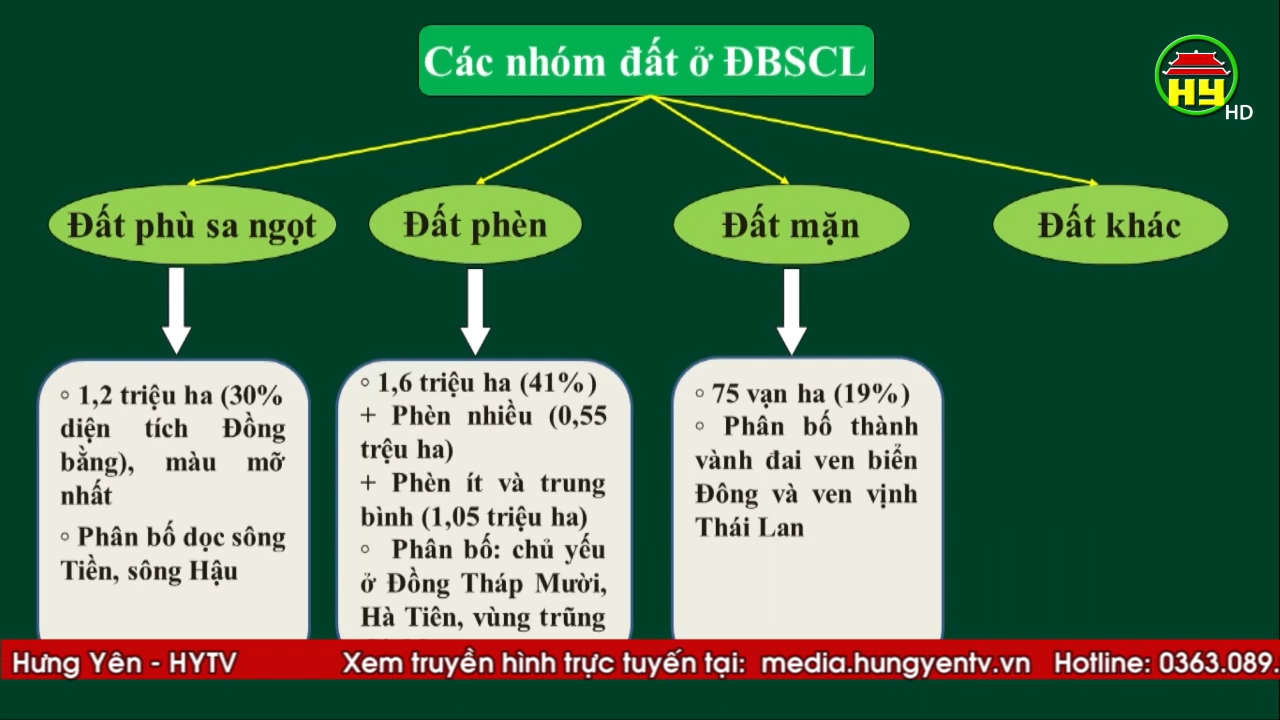 Các nhóm đất ở ĐBSCL
HY
HD
Đất phù sa ngọt
Đất phèn
Đất mặn
Đất khác
◦ 1,2 triệu ha (30%
diện tích Đồng
bằng), màu mỡ
nhất
◦ Phân bố dọc sông
Tiền, sông Hậu
◦ 1,6 triệu ha (41%)
+ Phèn nhiều (0,55
trệu ha)
+ Phèn ít và trung
bình (1,05 triệu ha)
◦ Phân bố: chủ yếu
ở Đồng Tháp Mười,
Hà Tiên, vùng trũng
◦ 75 vạn ha (19%)
◦ Phân bố thành
vành đai ven biển
Đông và ven vịnh
Thái Lan
Hưng Yên - HYTV Xem truyền hình trực tuyến tại: media.hungyentv.vn Hotline: 0363.089.